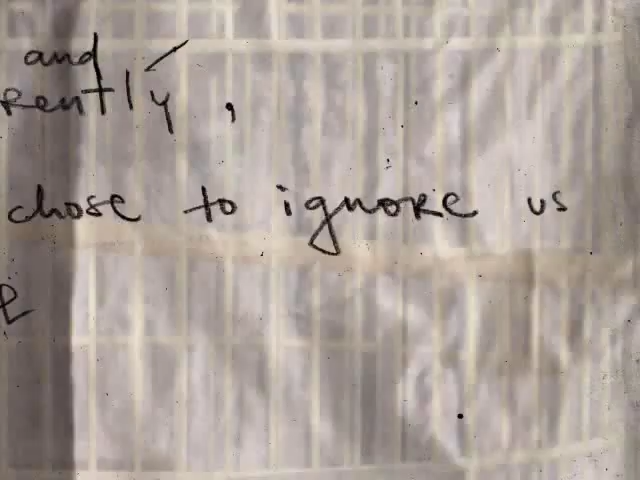 and
rently,
chose to ignore us